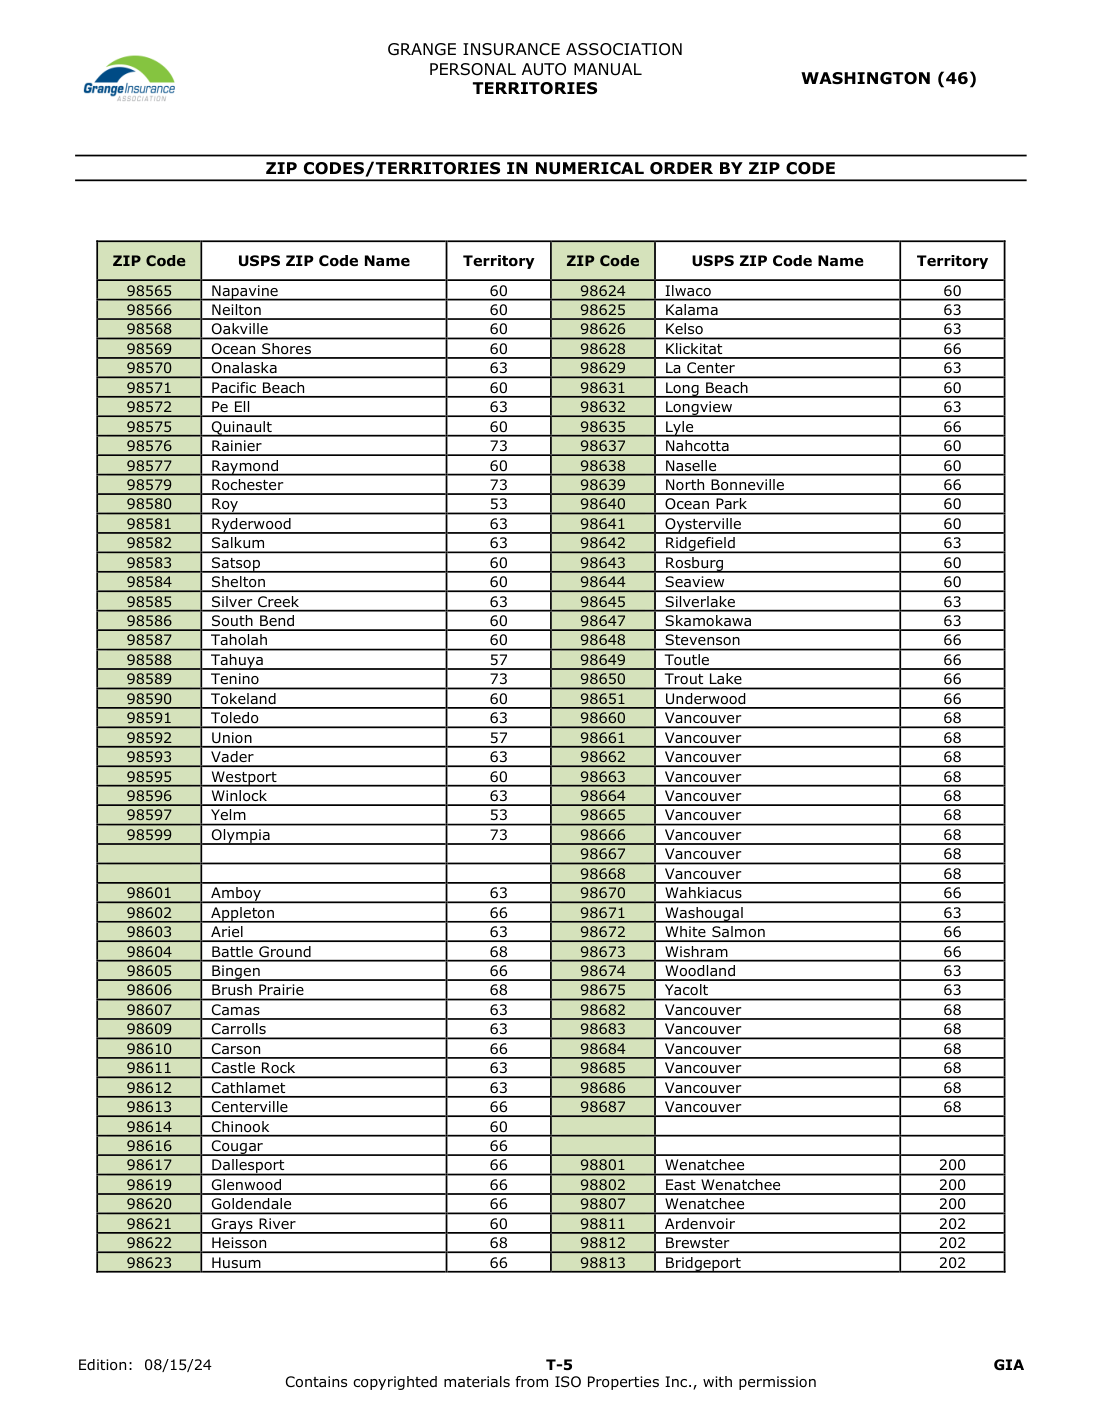 GRANGE INSURANCE ASSOCIATION
PERSONAL AUTO MANUAL
TERRITORIES
WASHINGTON (46)
GrangeInsurance
ASSOCIATION
ZIP CODES/TERRITORIES IN NUMERICAL ORDER BY ZIP CODE
ZIP Code USPS ZIP Code Name Territory ZIP Code USPS ZIP Code Name Territory
98565 Napavine 60 98624 Ilwaco 60
98566 Neilton 60 98625 Kalama 63
98568 Oakville 60 98626 Kelso 63
98569 Ocean Shores 60 98628 Klickitat 66
98570 Onalaska 63 98629 La Center 63
98571 Pacific Beach 60 98631 Long Beach 60
98572 Pe Ell 63 98632 Longview 63
98575 Quinault 60 98635 Lyle 66
98576 Rainier 73 98637 Nahcotta 60
98577 Raymond 60 98638 Naselle 60
98579 Rochester 73 98639 North Bonneville 66
98580 Roy 53 98640 Ocean Park 60
98581 Ryderwood 63 98641 Oysterville 60
98582 Salkum 63 98642 Ridgefield 63
98583 Satsop 60 98643 Rosburg 60
98584 Shelton 60 98644 Seaview 60
98585 Silver Creek 63 98645 Silverlake 63
98586 South Bend 60 98647 Skamokawa 63
98587 Taholah 60 98648 Stevenson 66
98588 Tahuya 57 98649 Toutle 66
98589 Tenino 73 98650 Trout Lake 66
98590 Tokeland 60 98651 Underwood 66
98591 Toledo 63 98660 Vancouver 68
98592 Union 57 98661 Vancouver 68
98593 Vader 63 98662 Vancouver 68
98595 Westport 60 98663 Vancouver 68
98596 Winlock 63 98664 Vancouver 68
98597 Yelm 53 98665 Vancouver 68
98599 Olympia 73 98666 Vancouver 68
98667 Vancouver 68
98668 Vancouver 68
98601 Amboy 63 98670 Wahkiacus 66
98602 Appleton 66 98671 Washougal 63
98603 Ariel 63 98672 White Salmon 66
98604 Battle Ground 68 98673 Wishram 66
98605 Bingen 66 98674 Woodland 63
98606 Brush Prairie 68 98675 Yacolt 63
98607 Camas 63 98682 Vancouver 68
98609 Carrolls 63 98683 Vancouver 68
98610 Carson 66 98684 Vancouver 68
98611 Castle Rock 63 98685 Vancouver 68
98612 Cathlamet 63 98686 Vancouver 68
98613 Centerville 66 98687 Vancouver 68
98614 Chinook 60
98616 Cougar 66
98617 Dallesport 66 98801 Wenatchee 200
98619 Glenwood 66 98802 East Wenatchee 200
98620 Goldendale 66 98807 Wenatchee 200
98621 Grays River 60 98811 Ardenvoir 202
98622 Heisson 68 98812 Brewster 202
98623 Husum 66 98813 Bridgeport 202
Edition: 08/15/24 T-5 GIA
Contains copyrighted materials from ISO Properties Inc., with permission